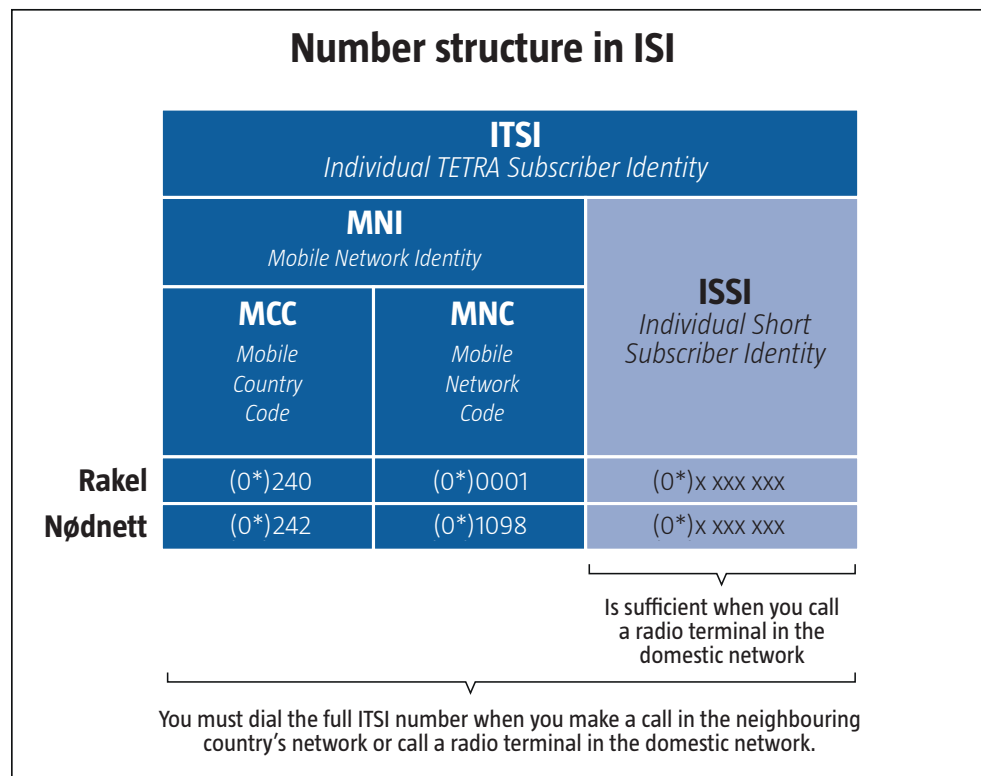 Number structure in ISI
ITSI
Individual TETRA Subscriber Identity
MNI
Mobile Network Identity
MCC
Mobile
Country
Code
MNC
Mobile
Network
Code
ISSI
Individual Short
Subscriber Identity
Rakel (0*)240 (0*)0001 (0*)x xxx xxx
Nødnett (0*)242 (0*)1098 (0*)x xxx xxx
Is sufficient when you call
a radio terminal in the
domestic network
You must dial the full ITSI number when you make a call in the neighbouring
country’s network or call a radio terminal in the domestic network.